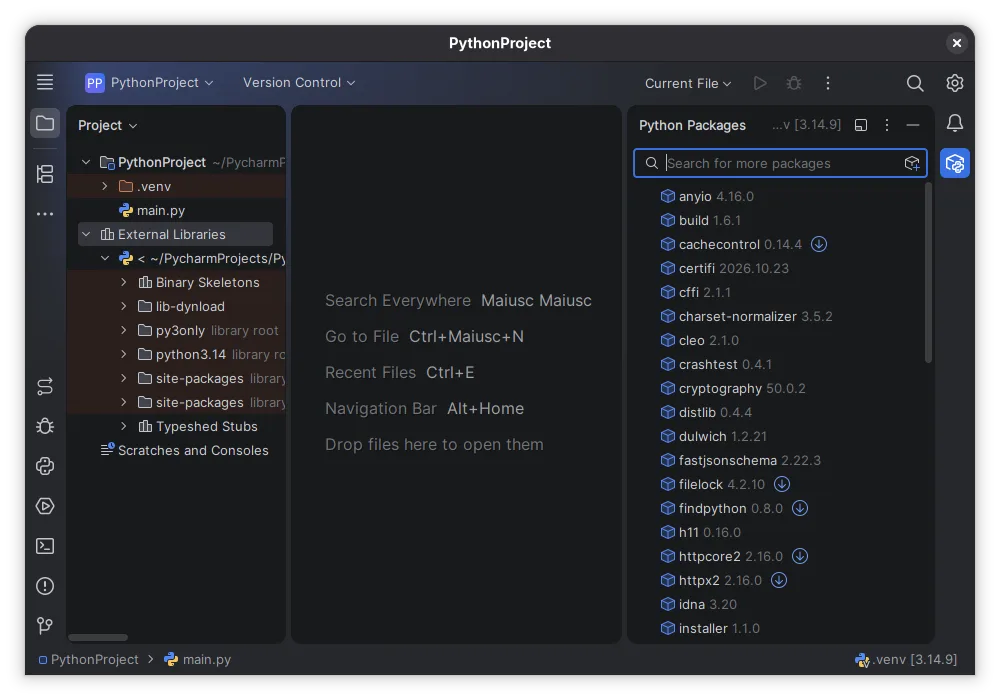 PythonProject
PP PythonProject Version Control Current File
Project
PythonProject ~/PycharmP
.venv
main.py
External Libraries
< ~/PycharmProjects/Py
Binary Skeletons
lib-dynload
py3only library root
python3.14 library ro
site-packages library
site-packages library
Typeshed Stubs
Scratches and Consoles
Search Everywhere Maiusc Maiusc
Go to File Ctrl+Maiusc+N
Recent Files Ctrl+E
Navigation Bar Alt+Home
Drop files here to open them
Python Packages ...v [3.14.9]
Search for more packages
anyio 4.16.0
build 1.6.1
cachecontrol 0.14.4
certifi 2026.10.23
cffi 2.1.1
charset-normalizer 3.5.2
cleo 2.1.0
crashtest 0.4.1
cryptography 50.0.2
distlib 0.4.4
dulwich 1.2.21
fastjsonschema 2.22.3
filelock 4.2.10
findpython 0.8.0
h11 0.16.0
httpcore2 2.16.0
httpx2 2.16.0
idna 3.20
installer 1.1.0
PythonProject main.py .venv [3.14.9]